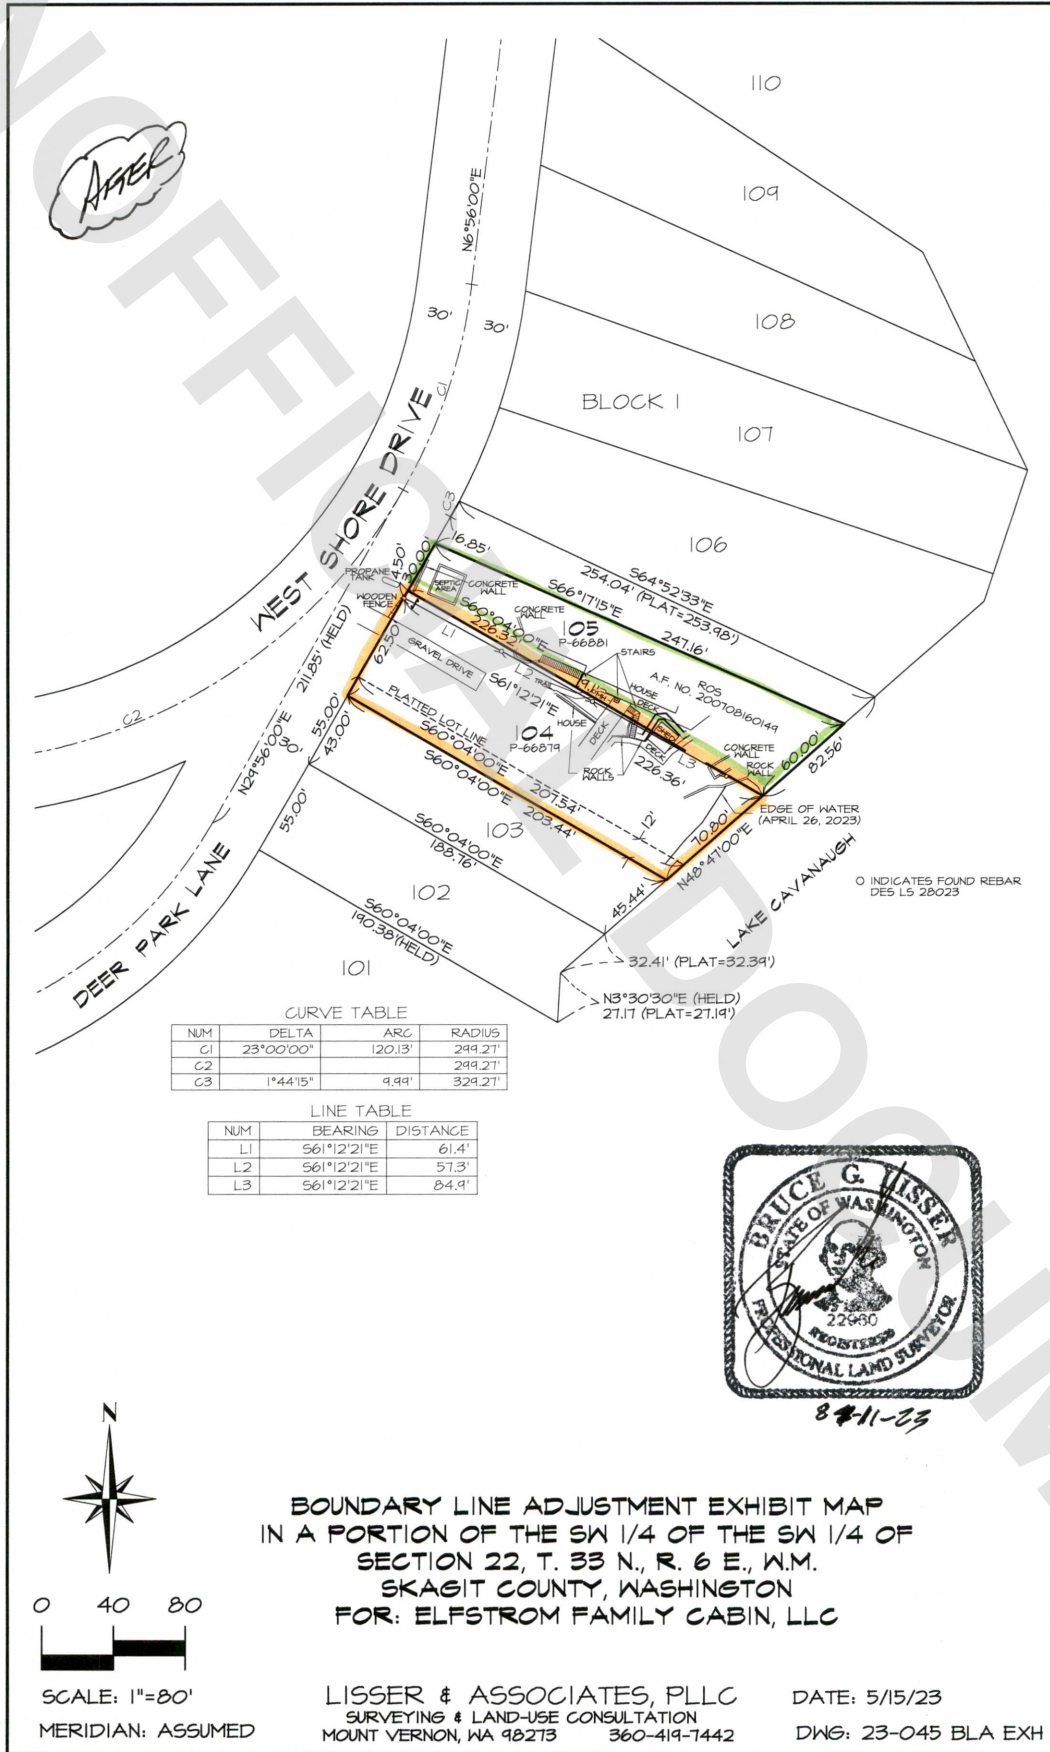 AFTER
110
109
N6°56'00"E
108
30'
30'
BLOCK 1
C1
107
WEST SHORE DRIVE
C3
106
16.85'
4.50'
30.00'
S64°52'33"E
254.04' (PLAT=253.98')
S66°17'15"E
247.16'
PROPANE
TANK
SEPTIC
AREA
CONCRETE
WALL
WOODEN
FENCE
CONCRETE
WALL
S60°04'00"E
226.32'
105
P-66881
L1
STAIRS
62.50'
GRAVEL DRIVE
L2
TRAIL
HOUSE
DECK
ROS
A.F. NO. 200708160149
S61°12'21"E
211.85' (HELD)
PLATTED LOT LINE
S60°04'00"E
207.54'
HOUSE
DECK
104
P-66879
SHED
DECK
L3
226.36'
CONCRETE
WALL
ROCK
WALL
60.00'
82.56'
ROCK
WALLS
C2
55.00'
43.00'
N29°56'00"E
30'
S60°04'00"E
203.44'
12'
EDGE OF WATER
(APRIL 26, 2023)
70.80'
N48°47'00"E
103
55.00'
S60°04'00"E
188.76'
LAKE CAVANAUGH
O INDICATES FOUND REBAR
DES LS 28023
102
45.44'
S60°04'00"E
190.38'(HELD)
DEER PARK LANE
101
32.41' (PLAT=32.39')
N3°30'30"E (HELD)
27.17 (PLAT=27.19')
CURVE TABLE
NUM DELTA ARC RADIUS
C1 23°00'00" 120.13' 299.27'
C2 299.27'
C3 1°44'15" 9.99' 329.27'
LINE TABLE
NUM BEARING DISTANCE
L1 S61°12'21"E 61.4'
L2 S61°12'21"E 57.3'
L3 S61°12'21"E 84.9'
BRUCE G. LISSER
STATE OF WASHINGTON
22960
REGISTERED
PROFESSIONAL LAND SURVEYOR
N
BOUNDARY LINE ADJUSTMENT EXHIBIT MAP
IN A PORTION OF THE SW 1/4 OF THE SW 1/4 OF
SECTION 22, T. 33 N., R. 6 E., W.M.
SKAGIT COUNTY, WASHINGTON
FOR: ELFSTROM FAMILY CABIN, LLC
0 40 80
SCALE: 1"=80'
MERIDIAN: ASSUMED
LISSER & ASSOCIATES, PLLC
SURVEYING & LAND-USE CONSULTATION
MOUNT VERNON, WA 98273 360-419-7442
DATE: 5/15/23
DWG: 23-045 BLA EXH